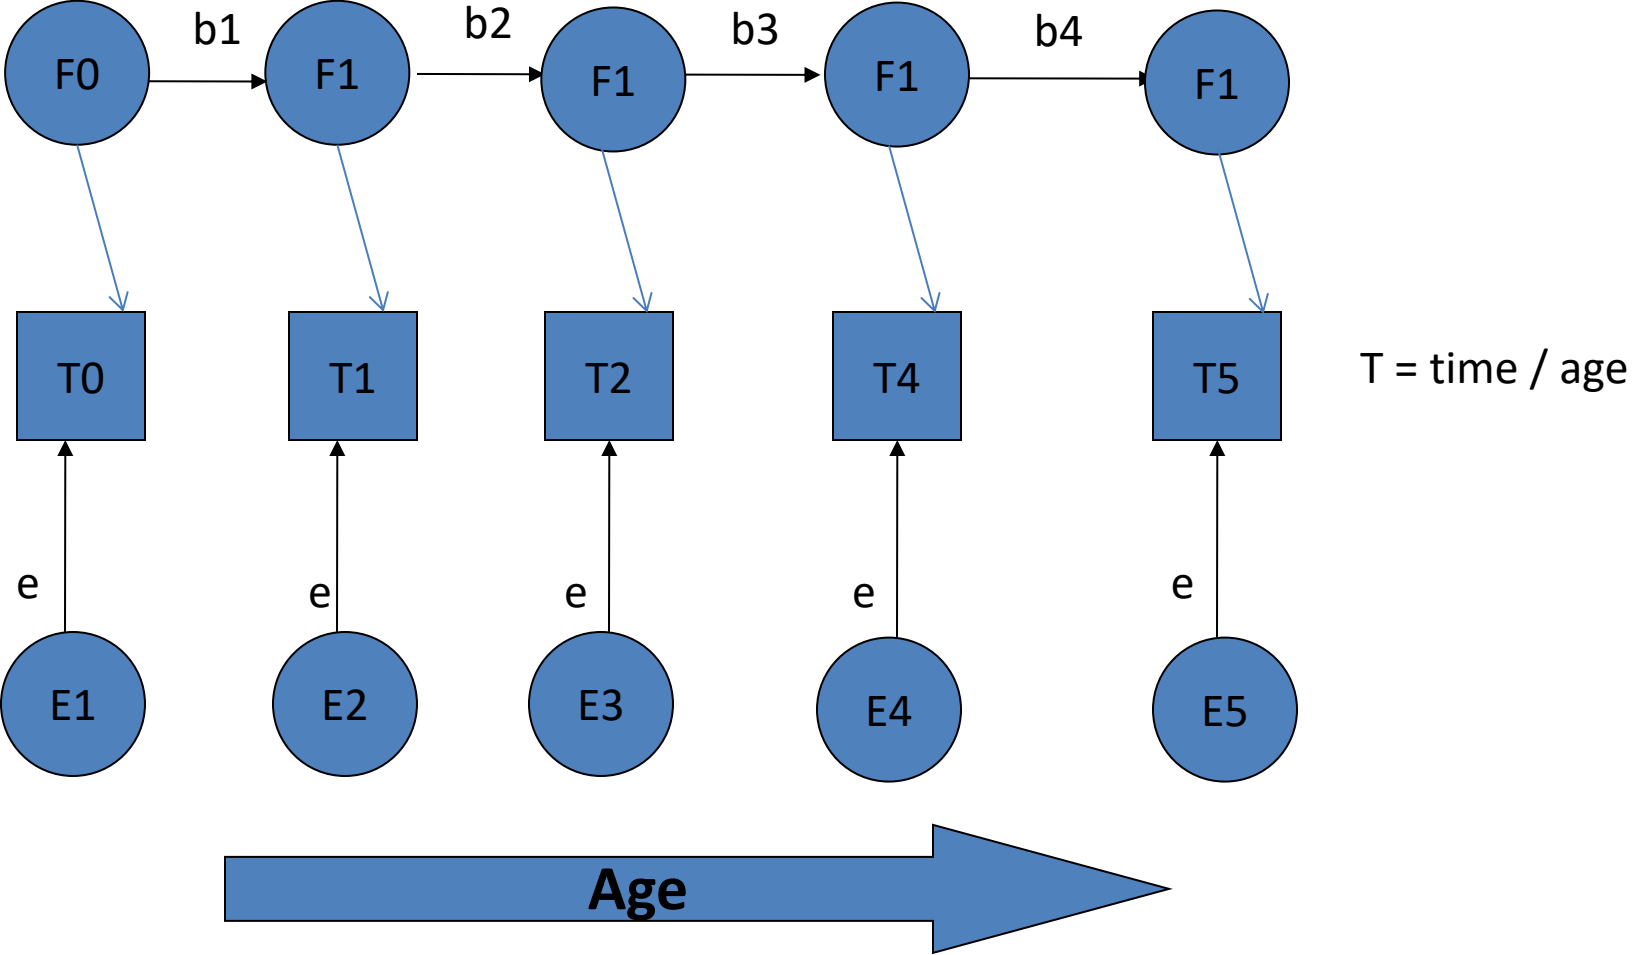 b1 b2 b3 b4
F0 F1 F1 F1 F1
T0 T1 T2 T4 T5 T = time / age
e e e e e
E1 E2 E3 E4 E5
Age